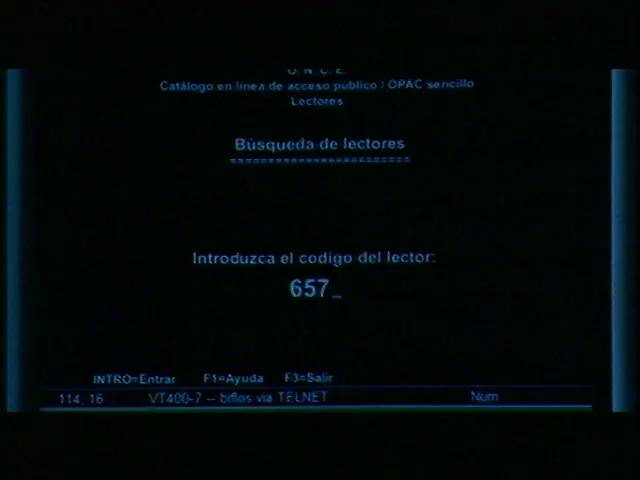 O. N. C. E.
Catálogo en línea de acceso público / OPAC sencillo
Lectores
Búsqueda de lectores
Introduzca el codigo del lector:
657_
INTRO=Entrar F1=Ayuda F3=Salir
114, 16 VT400-7 -- biflos via TELNET Num